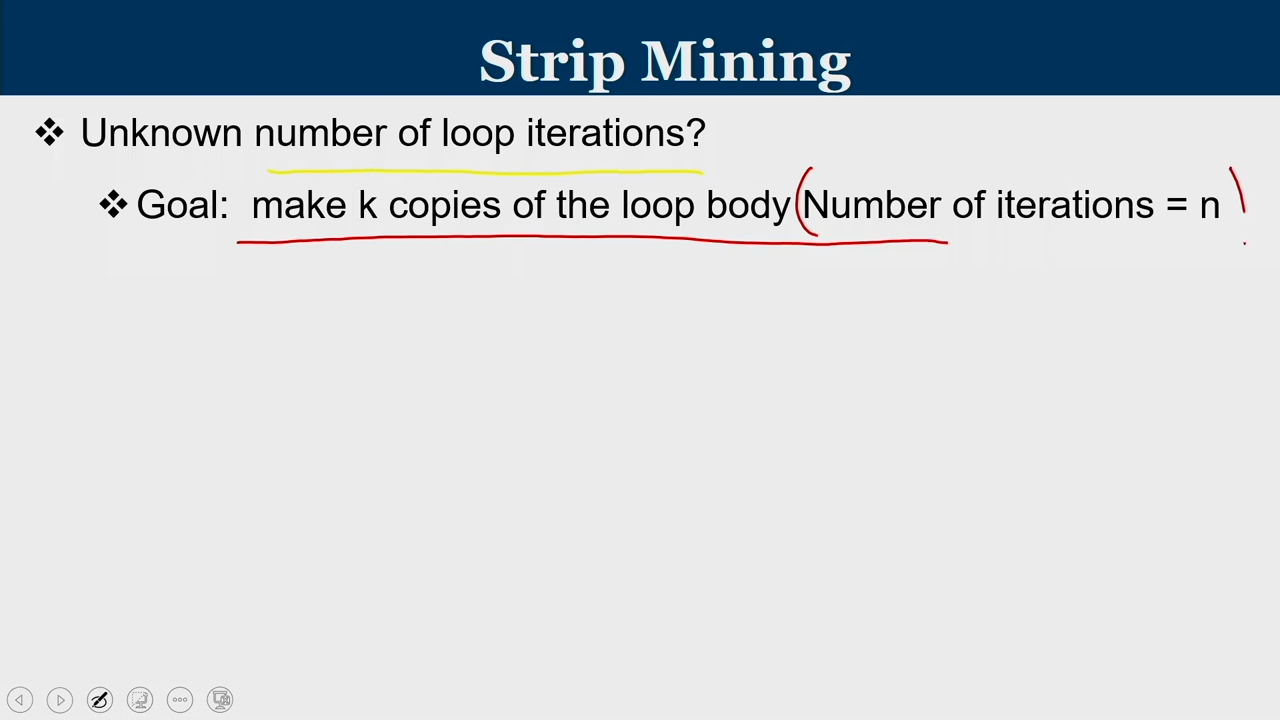 Strip Mining
❖ Unknown number of loop iterations?
❖ Goal: make k copies of the loop body (Number of iterations = n )